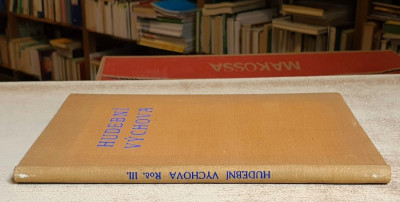 MAKOSSA
HUDEBNÍ
VÝCHOVA
HUDEBNÍ VÝCHOVA Roč. III.